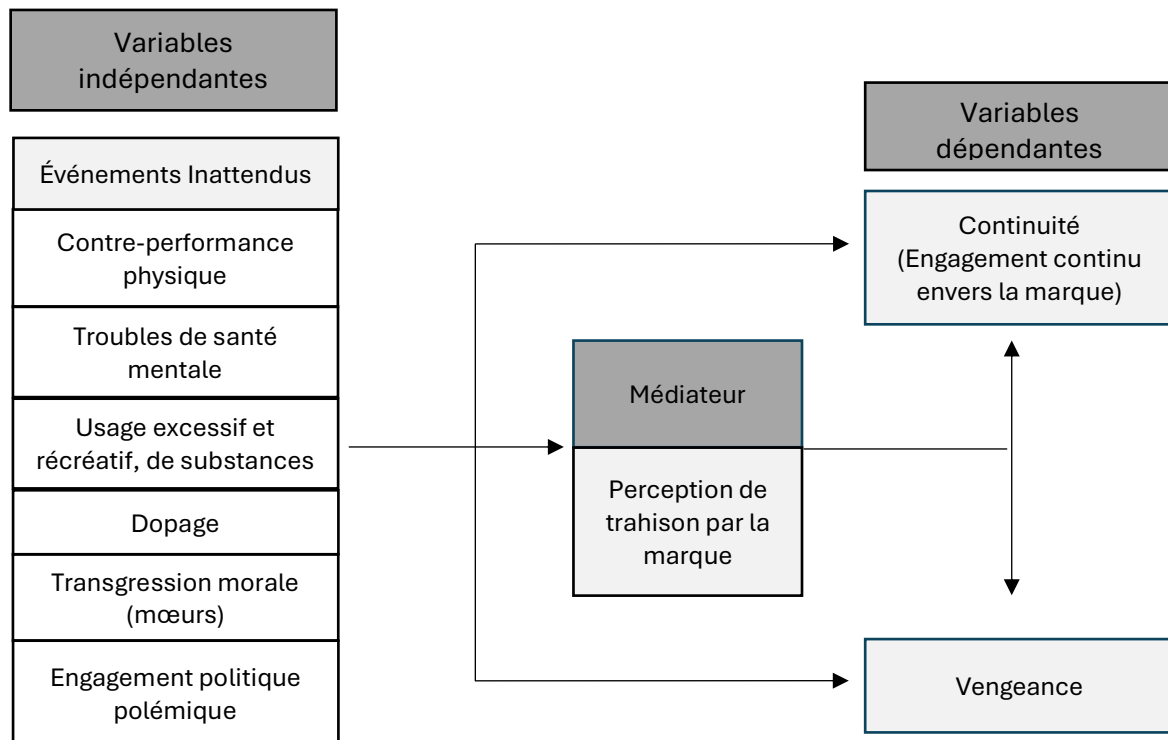 Variables
indépendantes
Événements Inattendus
Contre-performance
physique
Troubles de santé
mentale
Usage excessif et
récréatif, de substances
Dopage
Transgression morale
(mœurs)
Engagement politique
polémique
Médiateur
Perception de
trahison par la
marque
Variables
dépendantes
Continuité
(Engagement continu
envers la marque)
Vengeance